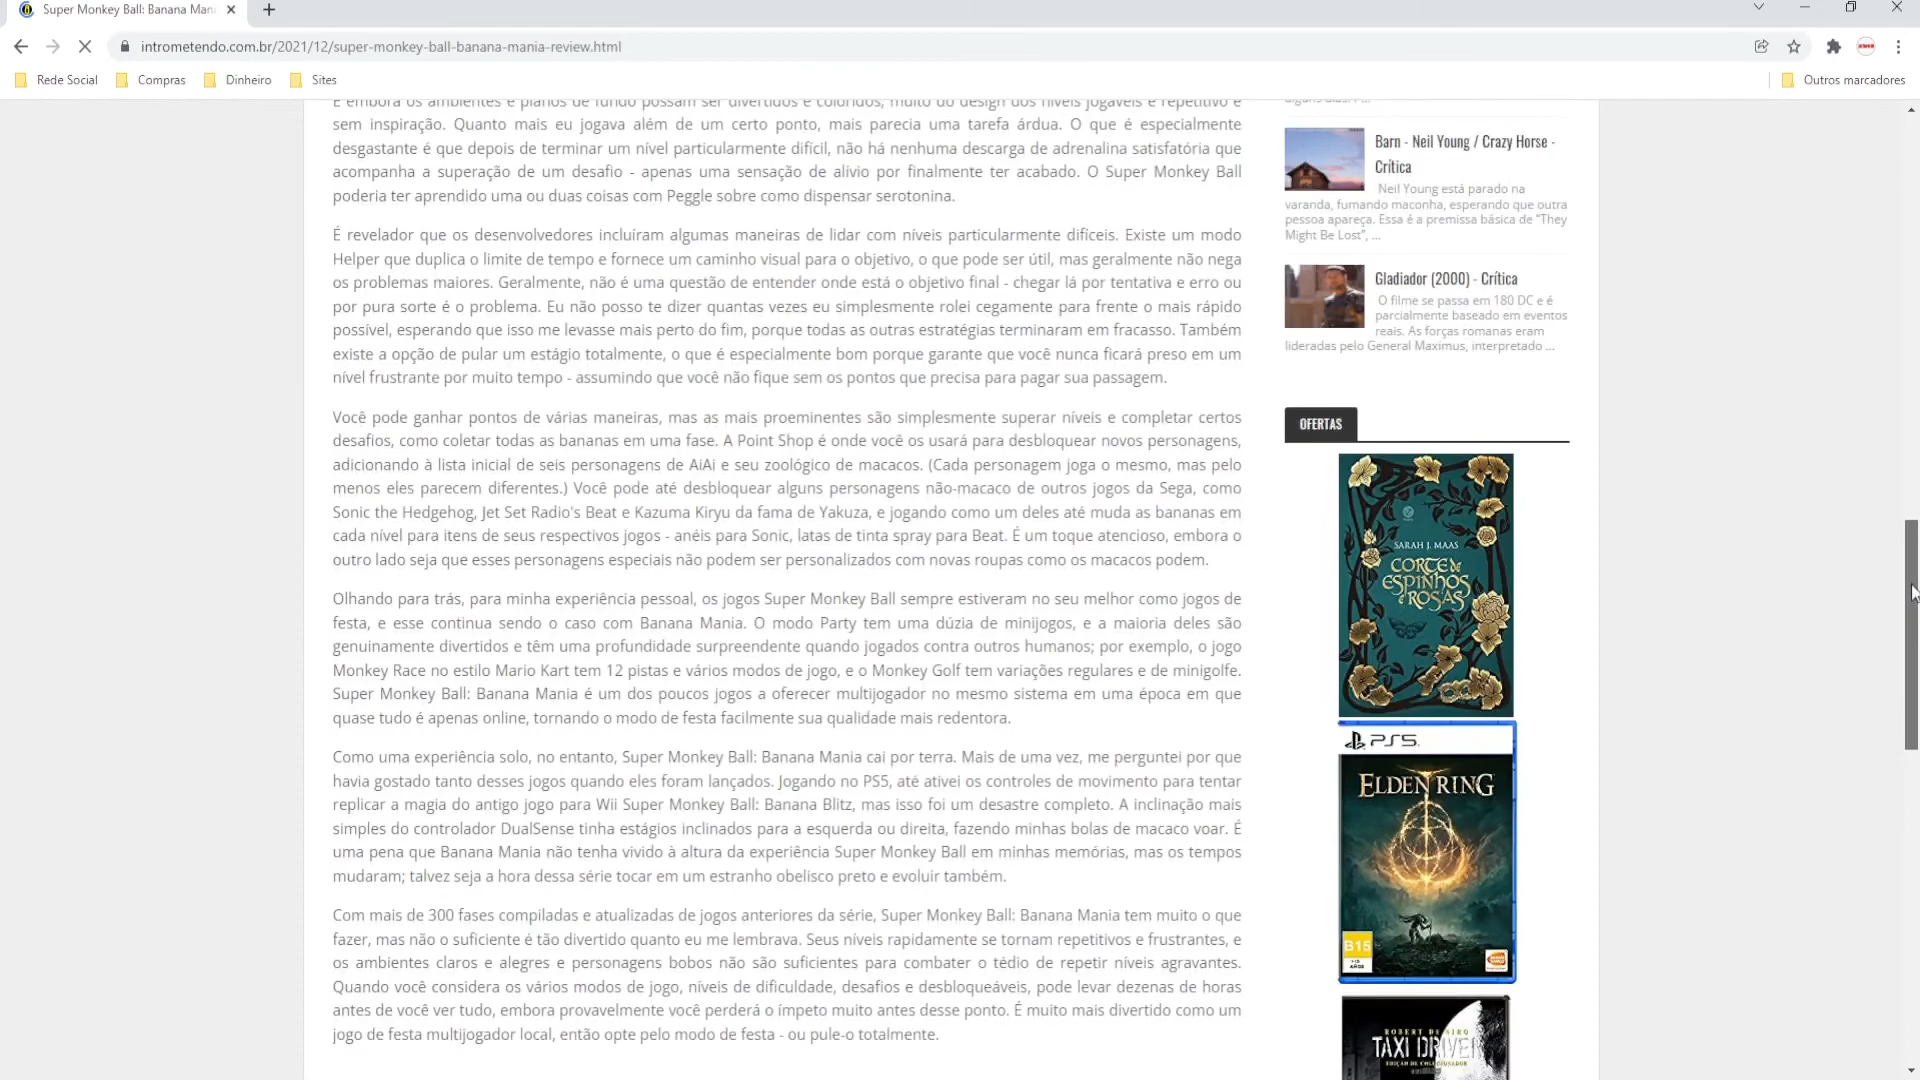 Super Monkey Ball: Banana Man
intrometendo.com.br/2021/12/super-monkey-ball-banana-mania-review.html
Rede Social
Compras
Dinheiro
Sites
Outros marcadores
E embora os ambientes e planos de fundo possam ser divertidos e coloridos, muito do design dos níveis jogáveis é repetitivo e
sem inspiração. Quanto mais eu jogava além de um certo ponto, mais parecia uma tarefa árdua. O que é especialmente
desgastante é que depois de terminar um nível particularmente difícil, não há nenhuma descarga de adrenalina satisfatória que
acompanha a superação de um desafio - apenas uma sensação de alívio por finalmente ter acabado. O Super Monkey Ball
poderia ter aprendido uma ou duas coisas com Peggle sobre como dispensar serotonina.
É revelador que os desenvolvedores incluíram algumas maneiras de lidar com níveis particularmente difíceis. Existe um modo
Helper que duplica o limite de tempo e fornece um caminho visual para o objetivo, o que pode ser útil, mas geralmente não nega
os problemas maiores. Geralmente, não é uma questão de entender onde está o objetivo final - chegar lá por tentativa e erro ou
por pura sorte é o problema. Eu não posso te dizer quantas vezes eu simplesmente rolei cegamente para frente o mais rápido
possível, esperando que isso me levasse mais perto do fim, porque todas as outras estratégias terminaram em fracasso. Também
existe a opção de pular um estágio totalmente, o que é especialmente bom porque garante que você nunca ficará preso em um
nível frustrante por muito tempo - assumindo que você não fique sem os pontos que precisa para pagar sua passagem.
Você pode ganhar pontos de várias maneiras, mas as mais proeminentes são simplesmente superar níveis e completar certos
desafios, como coletar todas as bananas em uma fase. A Point Shop é onde você os usará para desbloquear novos personagens,
adicionando à lista inicial de seis personagens de AiAi e seu zoológico de macacos. (Cada personagem joga o mesmo, mas pelo
menos eles parecem diferentes.) Você pode até desbloquear alguns personagens não-macaco de outros jogos da Sega, como
Sonic the Hedgehog, Jet Set Radio's Beat e Kazuma Kiryu da fama de Yakuza, e jogando como um deles até muda as bananas em
cada nível para itens de seus respectivos jogos - anéis para Sonic, latas de tinta spray para Beat. É um toque atencioso, embora o
outro lado seja que esses personagens especiais não podem ser personalizados com novas roupas como os macacos podem.
Olhando para trás, para minha experiência pessoal, os jogos Super Monkey Ball sempre estiveram no seu melhor como jogos de
festa, e esse continua sendo o caso com Banana Mania. O modo Party tem uma dúzia de minijogos, e a maioria deles são
genuinamente divertidos e têm uma profundidade surpreendente quando jogados contra outros humanos; por exemplo, o jogo
Monkey Race no estilo Mario Kart tem 12 pistas e vários modos de jogo, e o Monkey Golf tem variações regulares e de minigolfe.
Super Monkey Ball: Banana Mania é um dos poucos jogos a oferecer multijogador no mesmo sistema em uma época em que
quase tudo é apenas online, tornando o modo de festa facilmente sua qualidade mais redentora.
Como uma experiência solo, no entanto, Super Monkey Ball: Banana Mania cai por terra. Mais de uma vez, me perguntei por que
havia gostado tanto desses jogos quando eles foram lançados. Jogando no PS5, até ativei os controles de movimento para tentar
replicar a magia do antigo jogo para Wii Super Monkey Ball: Banana Blitz, mas isso foi um desastre completo. A inclinação mais
simples do controlador DualSense tinha estágios inclinados para a esquerda ou direita, fazendo minhas bolas de macaco voar. É
uma pena que Banana Mania não tenha vivido à altura da experiência Super Monkey Ball em minhas memórias, mas os tempos
mudaram; talvez seja a hora dessa série tocar em um estranho obelisco preto e evoluir também.
Com mais de 300 fases compiladas e atualizadas de jogos anteriores da série, Super Monkey Ball: Banana Mania tem muito o que
fazer, mas não o suficiente é tão divertido quanto eu me lembrava. Seus níveis rapidamente se tornam repetitivos e frustrantes, e
os ambientes claros e alegres e personagens bobos não são suficientes para combater o tédio de repetir níveis agravantes.
Quando você considera os vários modos de jogo, níveis de dificuldade, desafios e desbloqueáveis, pode levar dezenas de horas
antes de você ver tudo, embora provavelmente você perderá o ímpeto muito antes desse ponto. É muito mais divertido como um
jogo de festa multijogador local, então opte pelo modo de festa - ou pule-o totalmente.
Barn - Neil Young / Crazy Horse -
Crítica
Neil Young está parado na
varanda, fumando maconha, esperando que outra
pessoa apareça. Essa é a premissa básica de "They
Might Be Lost", ...
Gladiador (2000) - Crítica
O filme se passa em 180 DC e é
parcialmente baseado em eventos
reais. As forças romanas eram
lideradas pelo General Maximus, interpretado ...
OFERTAS
SARAH J. MAAS
CORTE DE
ESPINHOS
E ROSAS
PS5
ELDEN RING
B15
ROBERT DE NIRO
TAXI DRIVER